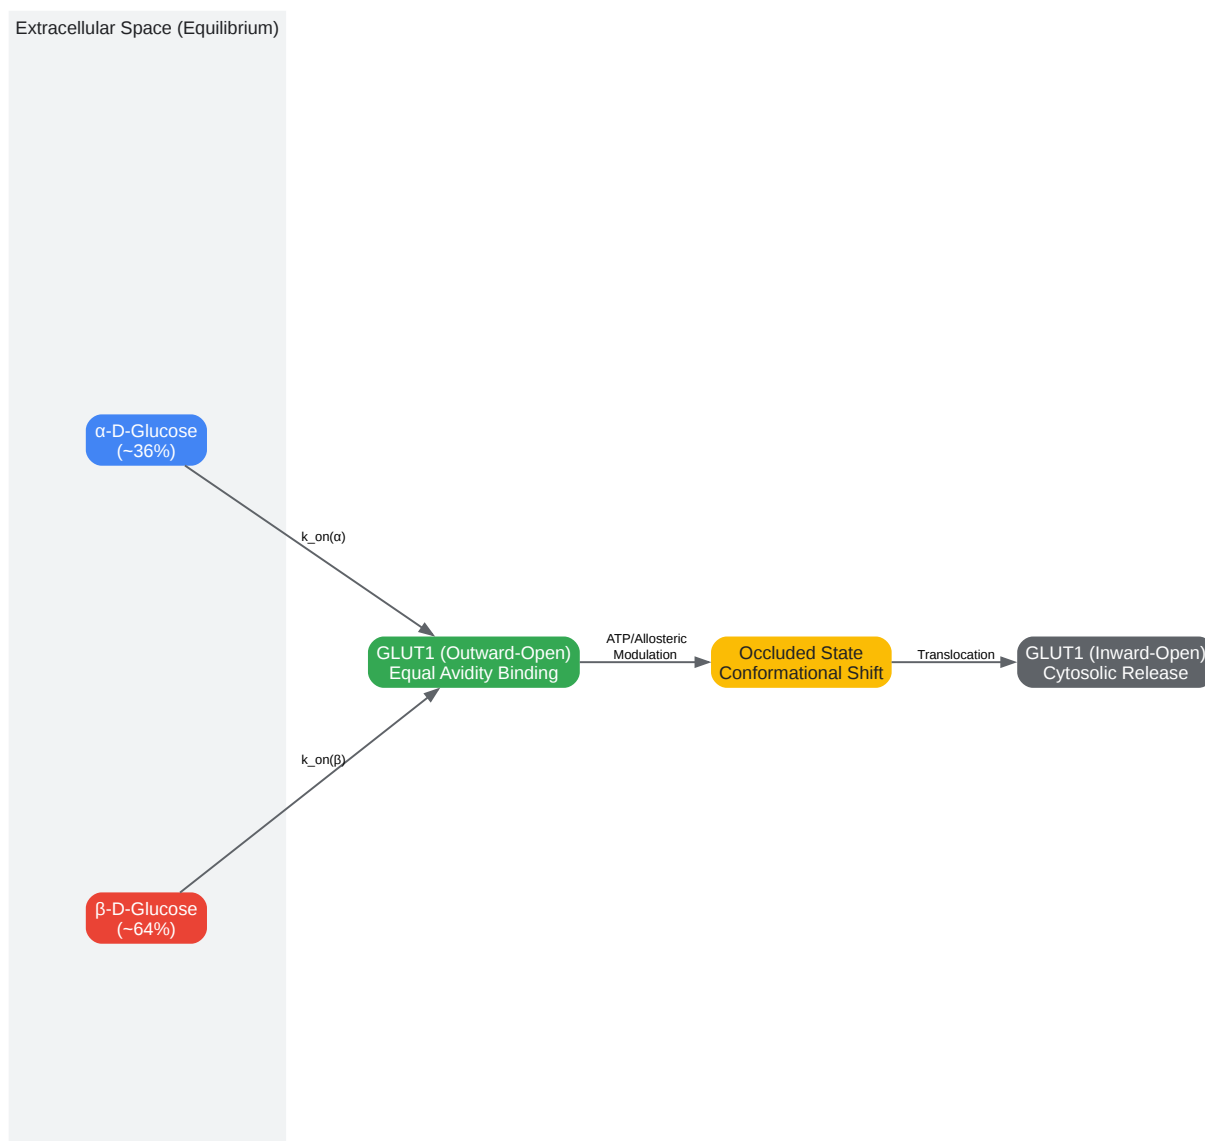 Extracellular Space (Equilibrium)
α-D-Glucose
(~36%)
k_on(α)
GLUT1 (Outward-Open)
Equal Avidity Binding
ATP/Allosteric
Modulation
Occluded State
Conformational Shift
Translocation
GLUT1 (Inward-Open)
Cytosolic Release
k_on(β)
β-D-Glucose
(~64%)